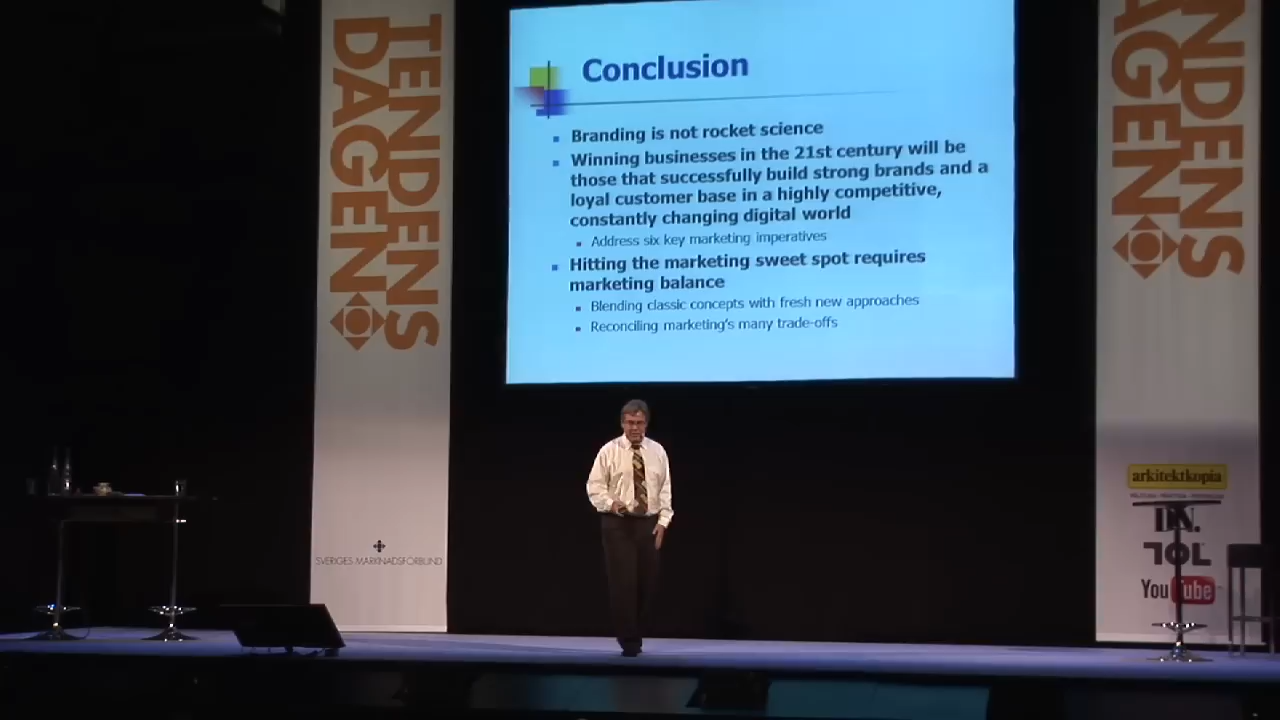 TENDENS
DAGEN
SVERIGES MARKNADSFÖRBUND
Conclusion
Branding is not rocket science
Winning businesses in the 21st century will be
those that successfully build strong brands and a
loyal customer base in a highly competitive,
constantly changing digital world
Address six key marketing imperatives
Hitting the marketing sweet spot requires
marketing balance
Blending classic concepts with fresh new approaches
Reconciling marketing's many trade-offs
NDENS
AGEN
arkitektkopia
YouTube